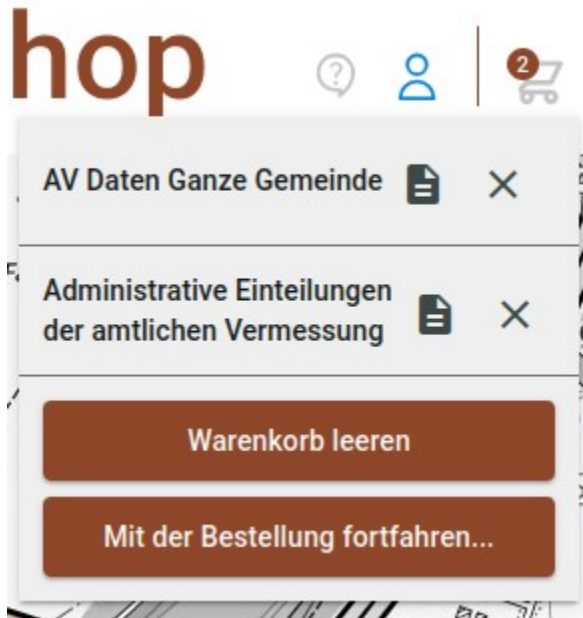 hop
2
AV Daten Ganze Gemeinde
Administrative Einteilungen
der amtlichen Vermessung
Warenkorb leeren
Mit der Bestellung fortfahren...